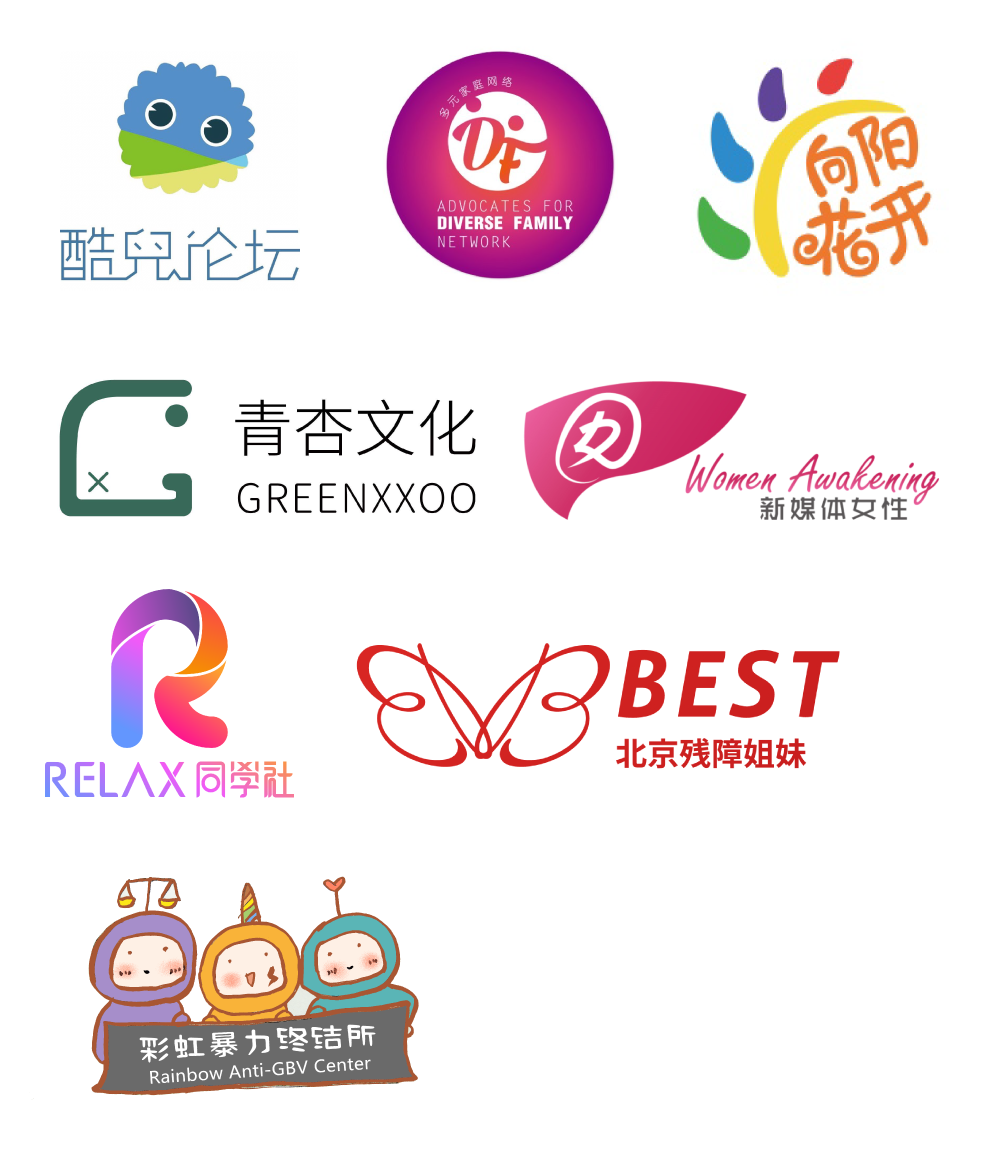 酷兒论坛
多元家庭网络
DF
ADVOCATES FOR
DIVERSE FAMILY
NETWORK
向阳
花开
青杏文化
GREENXXOO
女
Women Awakening
新媒体女性
RELAX 同学社
BEST
北京残障姐妹
彩虹暴力终结所
Rainbow Anti-GBV Center